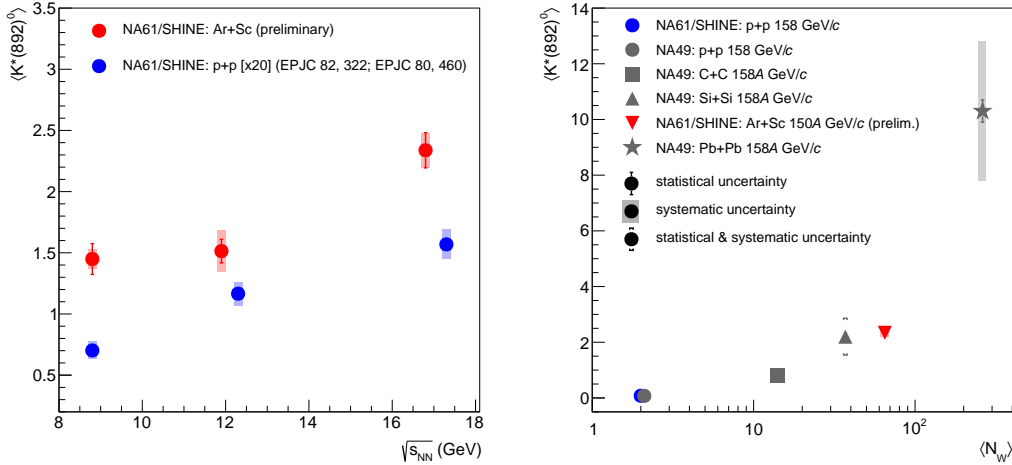 ⟨K*(892)⁰⟩
3.5
3
2.5
2
1.5
1
0.5
NA61/SHINE: Ar+Sc (preliminary)
NA61/SHINE: p+p [x20] (EPJC 82, 322; EPJC 80, 460)
8 10 12 14 16 18
√s_NN (GeV)
⟨K*(892)⁰⟩
14
12
10
8
6
4
2
0
NA61/SHINE: p+p 158 GeV/c
NA49: p+p 158 GeV/c
NA49: C+C 158A GeV/c
NA49: Si+Si 158A GeV/c
NA61/SHINE: Ar+Sc 150A GeV/c (prelim.)
NA49: Pb+Pb 158A GeV/c
statistical uncertainty
systematic uncertainty
statistical & systematic uncertainty
1 10 10²
⟨N_W⟩